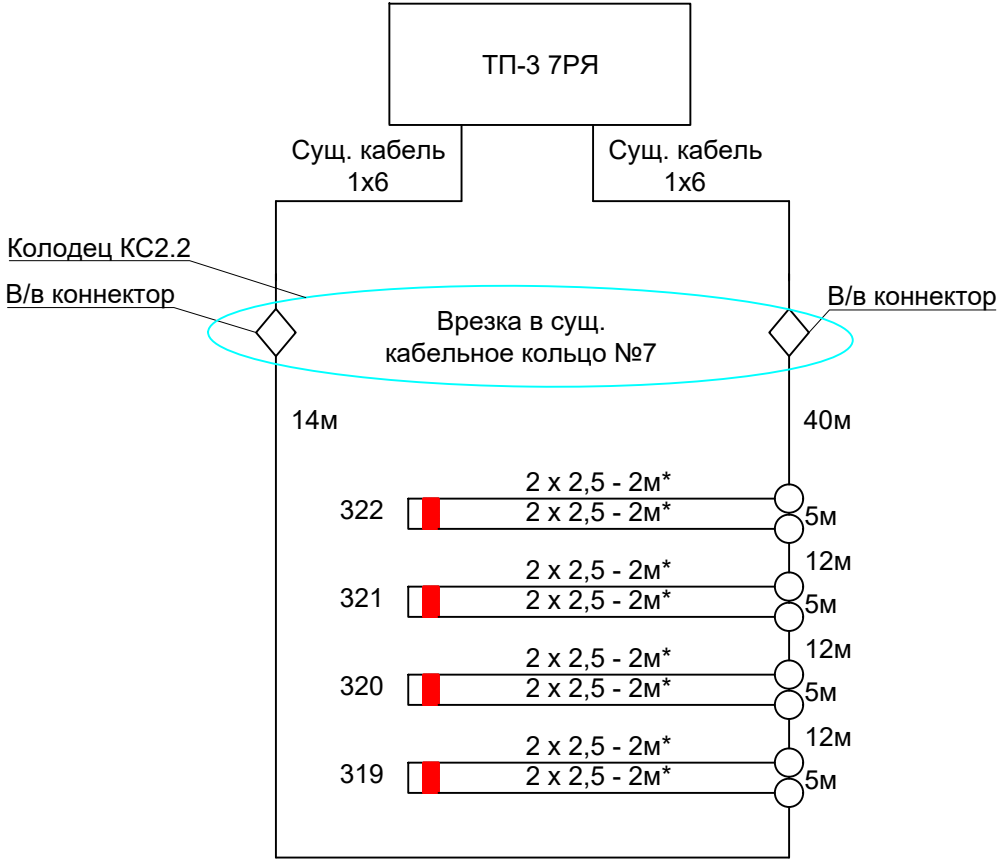 ТП-3 7РЯ
Сущ. кабель
1х6
Сущ. кабель
1х6
Колодец КС2.2
В/в коннектор
В/в коннектор
Врезка в сущ.
кабельное кольцо №7
14м
40м
322
2 х 2,5 - 2м*
2 х 2,5 - 2м*
5м
12м
321
2 х 2,5 - 2м*
2 х 2,5 - 2м*
5м
12м
320
2 х 2,5 - 2м*
2 х 2,5 - 2м*
5м
12м
319
2 х 2,5 - 2м*
2 х 2,5 - 2м*
5м